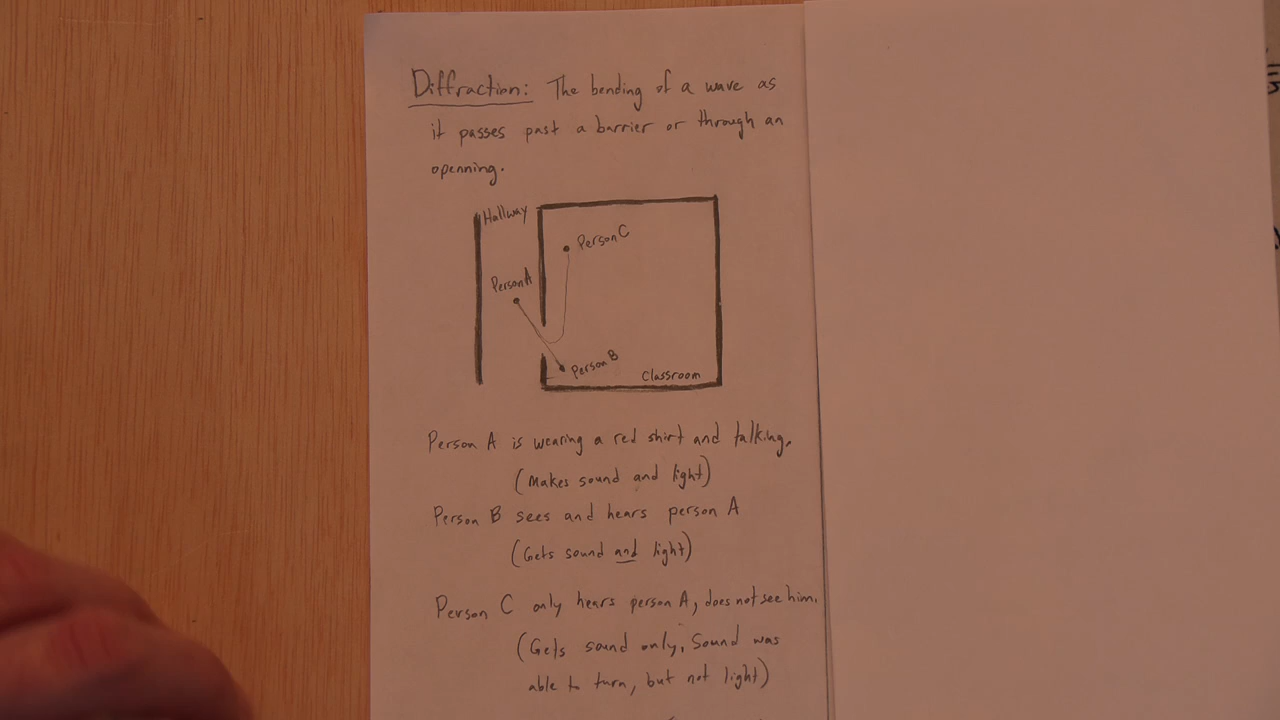 Diffraction: The bending of a wave as
it passes past a barrier or through an
openning.
Hallway
Person C
Person A
Person B
Classroom
Person A is wearing a red shirt and talking.
(Makes sound and light)
Person B sees and hears person A
(Gets sound and light)
Person C only hears person A, does not see him.
(Gets sound only, Sound was
able to turn, but not light)